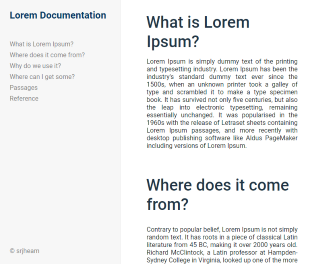 Lorem Documentation
What is Lorem Ipsum?
Where does it come from?
Why do we use it?
Where can I get some?
Passages
Reference
© srjhearn
What is Lorem
Ipsum?
Lorem Ipsum is simply dummy text of the printing
and typesetting industry. Lorem Ipsum has been the
industry's standard dummy text ever since the
1500s, when an unknown printer took a galley of
type and scrambled it to make a type specimen
book. It has survived not only five centuries, but also
the leap into electronic typesetting, remaining
essentially unchanged. It was popularised in the
1960s with the release of Letraset sheets containing
Lorem Ipsum passages, and more recently with
desktop publishing software like Aldus PageMaker
including versions of Lorem Ipsum.
Where does it come
from?
Contrary to popular belief, Lorem Ipsum is not simply
random text. It has roots in a piece of classical Latin
literature from 45 BC, making it over 2000 years old.
Richard McClintock, a Latin professor at Hampden-
Sydney College in Virginia, looked up one of the more